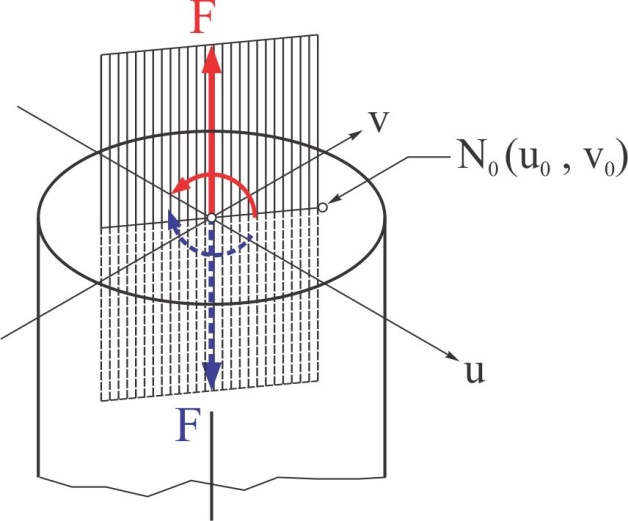 F
v
N₀(u₀ , v₀)
u
F